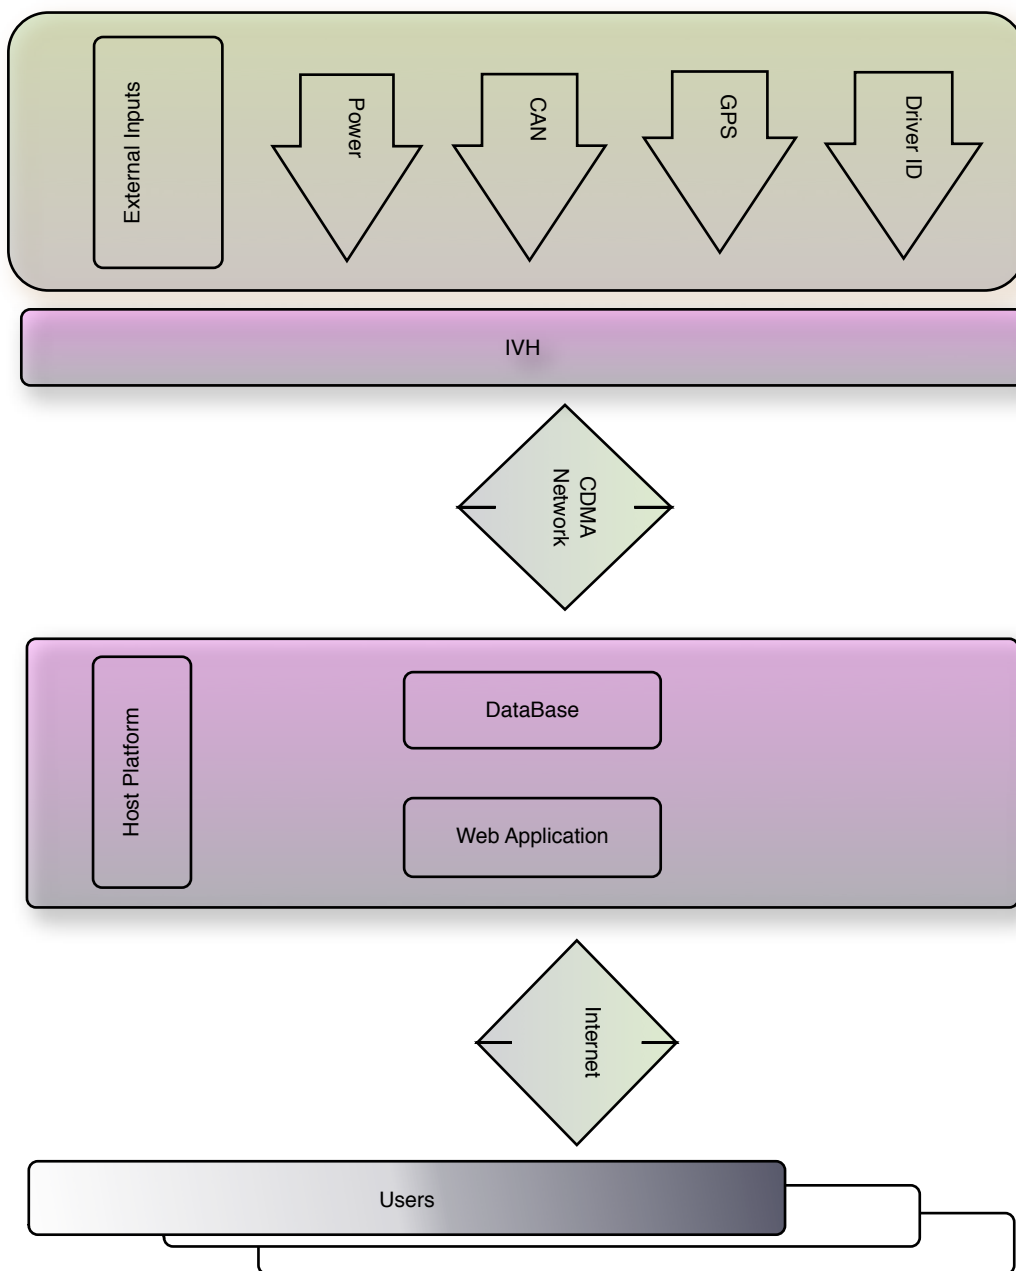 External Inputs
Power
CAN
GPS
Driver ID
IVH
CDMA
Network
Host Platform
DataBase
Web Application
Internet
Users